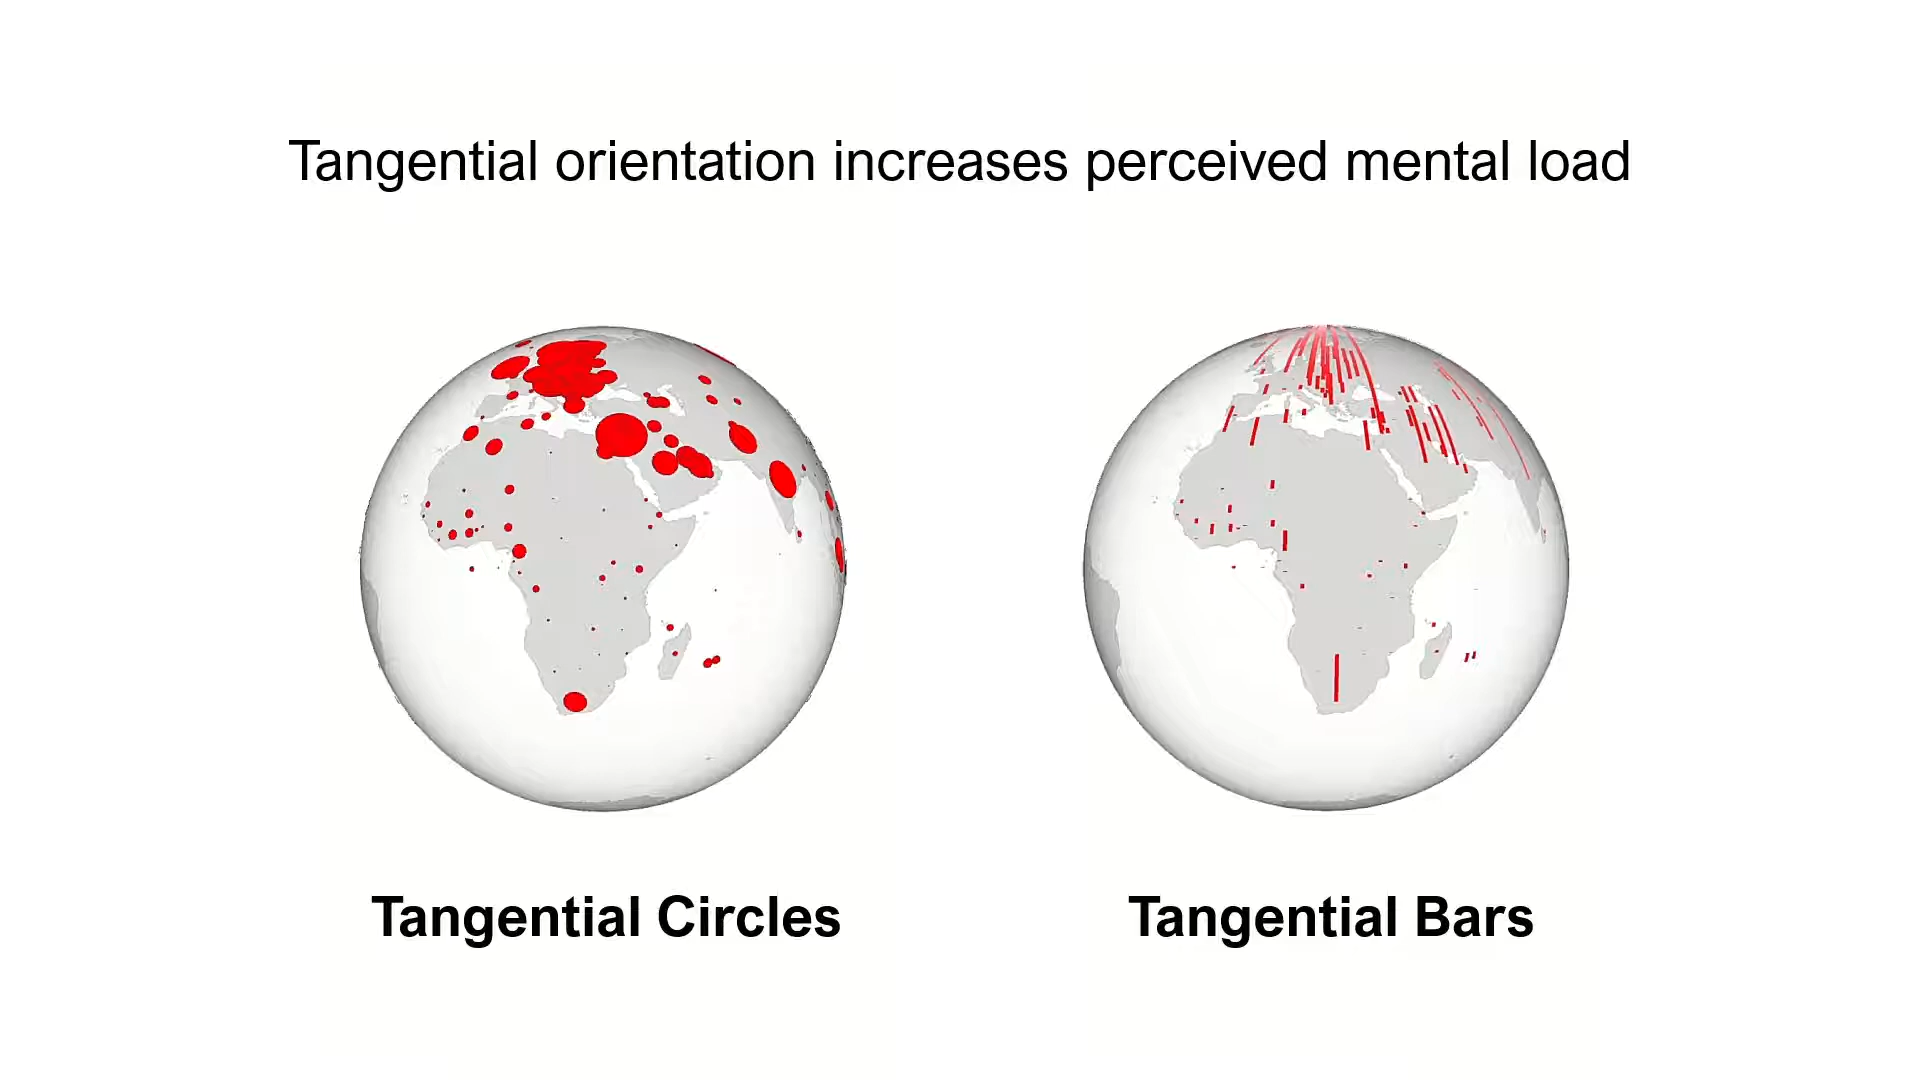 Tangential orientation increases perceived mental load
Tangential Circles
Tangential Bars